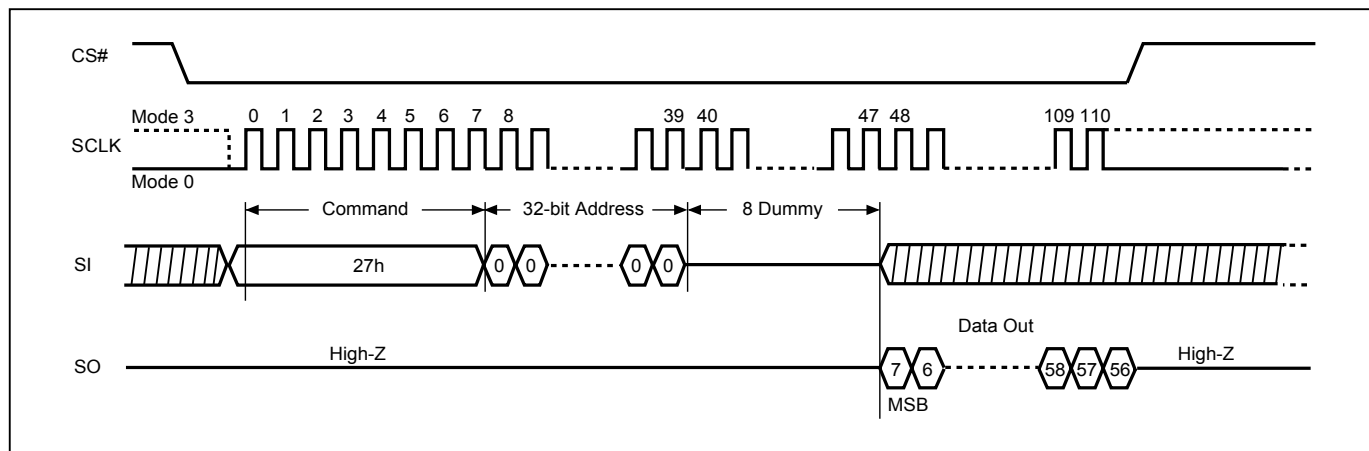 CS#
Mode 3 0 1 2 3 4 5 6 7 8 39 40 47 48 109 110
SCLK
Mode 0
Command 32-bit Address 8 Dummy
SI 27h 0 0 0 0
Data Out
SO High-Z 7 6 58 57 56 High-Z
MSB